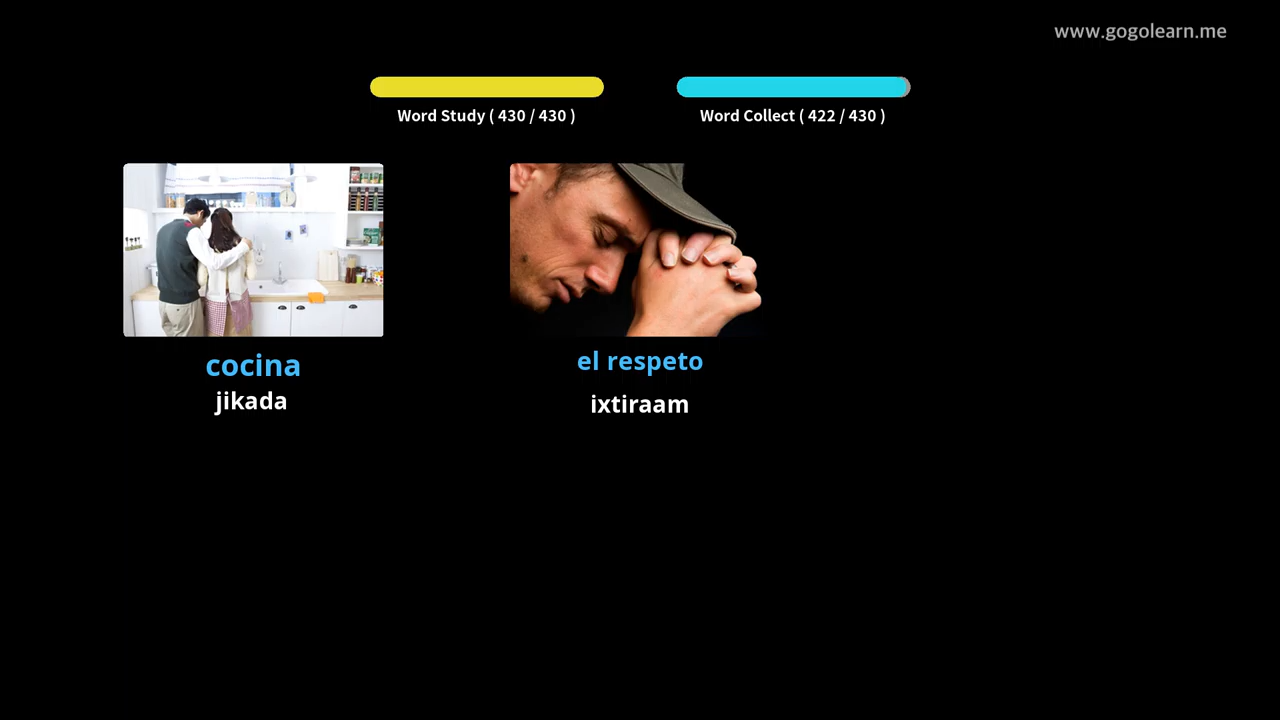 www.gogolearn.me
Word Study ( 430 / 430 )
Word Collect ( 422 / 430 )
cocina
jikada
el respeto
ixtiraam